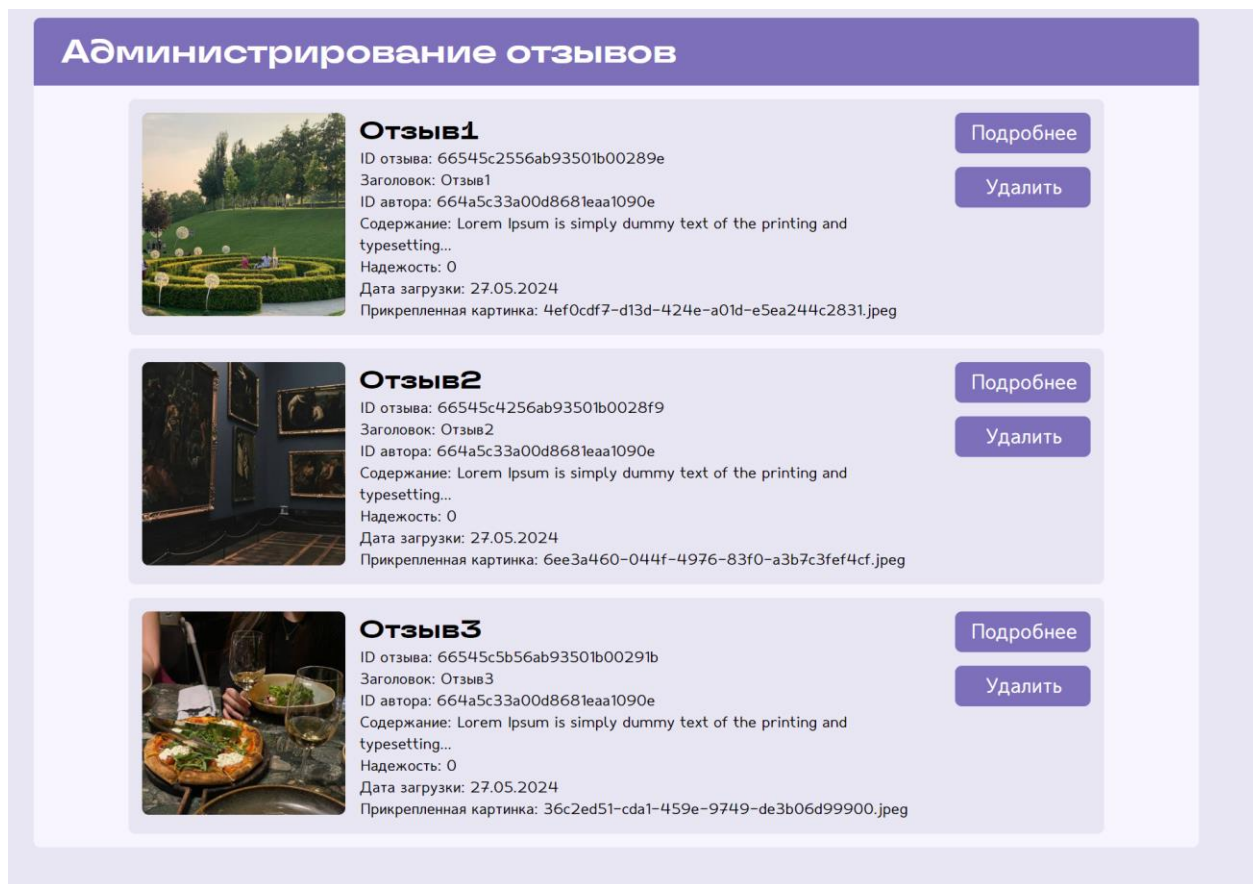 Администрирование отзывов
Отзыв1
ID отзыва: 66545c2556ab93501b00289e
Заголовок: Отзыв1
ID автора: 664a5c33a00d8681eaa1090e
Содержание: Lorem Ipsum is simply dummy text of the printing and
typesetting...
Надежость: 0
Дата загрузки: 27.05.2024
Прикрепленная картинка: 4ef0cdf7-d13d-424e-a01d-e5ea244c2831.jpeg
Подробнее
Удалить
Отзыв2
ID отзыва: 66545c4256ab93501b0028f9
Заголовок: Отзыв2
ID автора: 664a5c33a00d8681eaa1090e
Содержание: Lorem Ipsum is simply dummy text of the printing and
typesetting...
Надежость: 0
Дата загрузки: 27.05.2024
Прикрепленная картинка: 6ee3a460-044f-4976-83f0-a3b7c3fef4cf.jpeg
Подробнее
Удалить
Отзыв3
ID отзыва: 66545c5b56ab93501b00291b
Заголовок: Отзыв3
ID автора: 664a5c33a00d8681eaa1090e
Содержание: Lorem Ipsum is simply dummy text of the printing and
typesetting...
Надежость: 0
Дата загрузки: 27.05.2024
Прикрепленная картинка: 36c2ed51-cda1-459e-9749-de3b06d99900.jpeg
Подробнее
Удалить